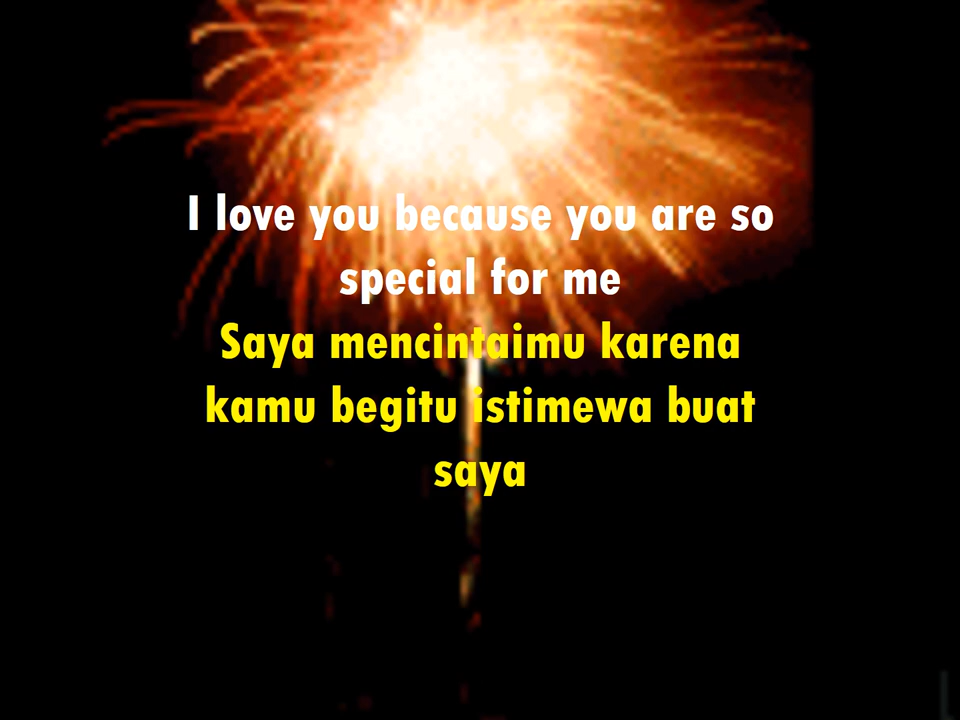 I love you because you are so
special for me
Saya mencintaimu karena
kamu begitu istimewa buat
saya